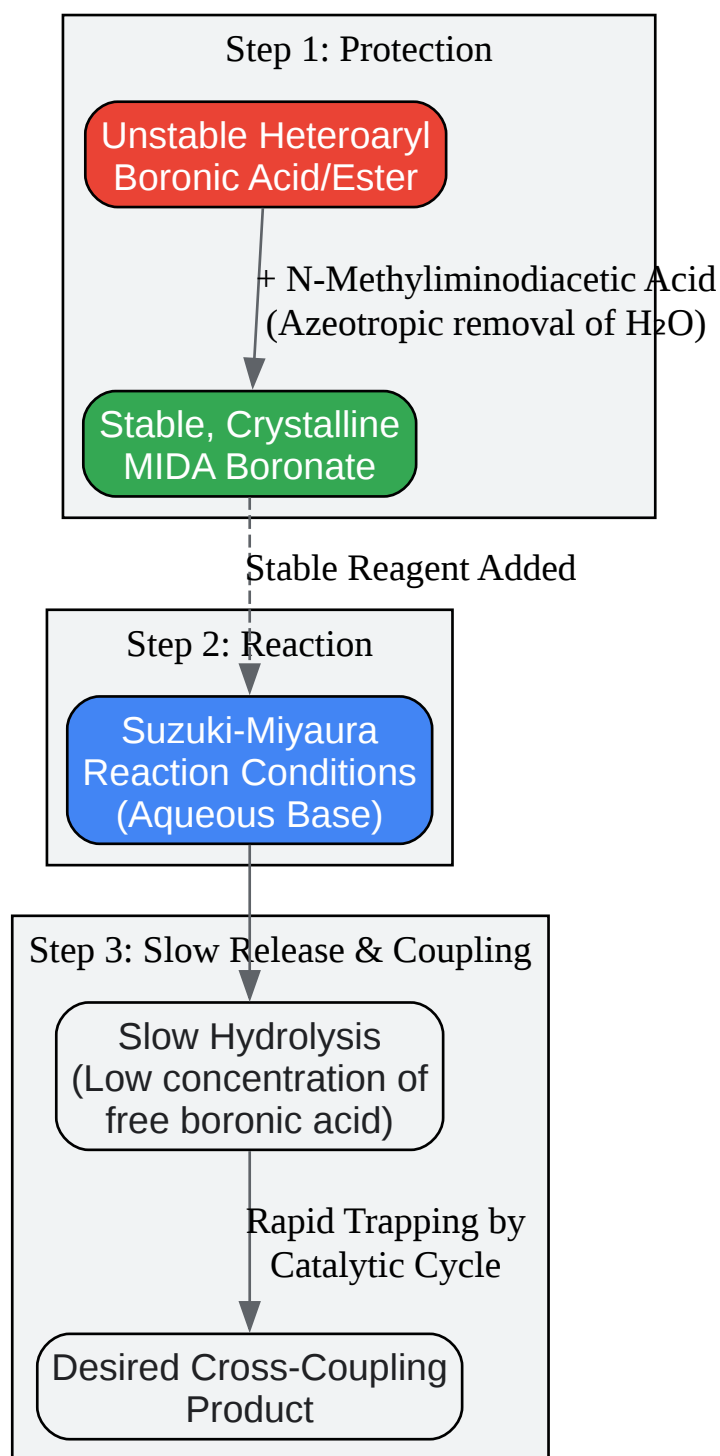 Step 1: Protection
Unstable Heteroaryl
Boronic Acid/Ester
+ N-Methyliminodiacetic Acid
(Azeotropic removal of H₂O)
Stable, Crystalline
MIDA Boronate
Stable Reagent Added
Step 2: Reaction
Suzuki-Miyaura
Reaction Conditions
(Aqueous Base)
Step 3: Slow Release & Coupling
Slow Hydrolysis
(Low concentration of
free boronic acid)
Rapid Trapping by
Catalytic Cycle
Desired Cross-Coupling
Product